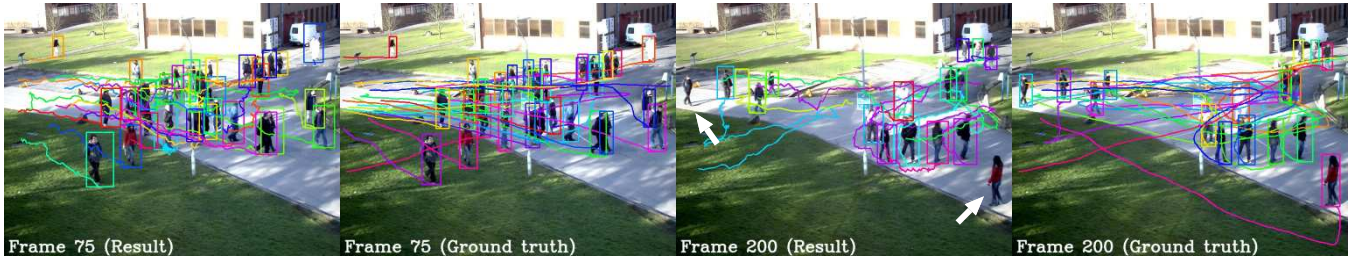 Frame 75 (Result)
Frame 75 (Ground truth)
Frame 200 (Result)
Frame 200 (Ground truth)